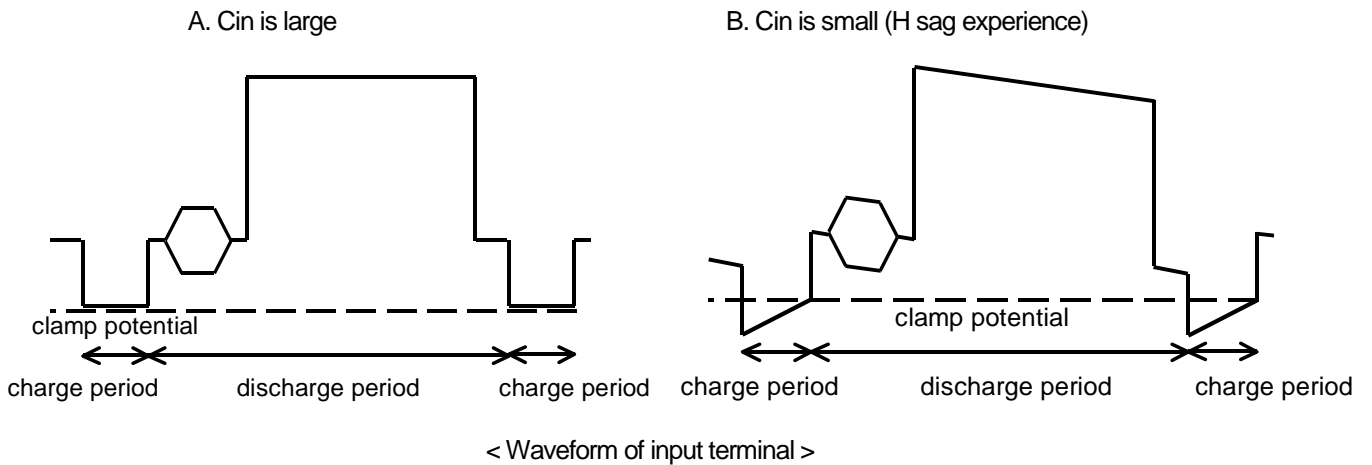 A. Cin is large
B. Cin is small (H sag experience)
clamp potential
clamp potential
charge period
discharge period
charge period
charge period
discharge period
charge period
< Waveform of input terminal >